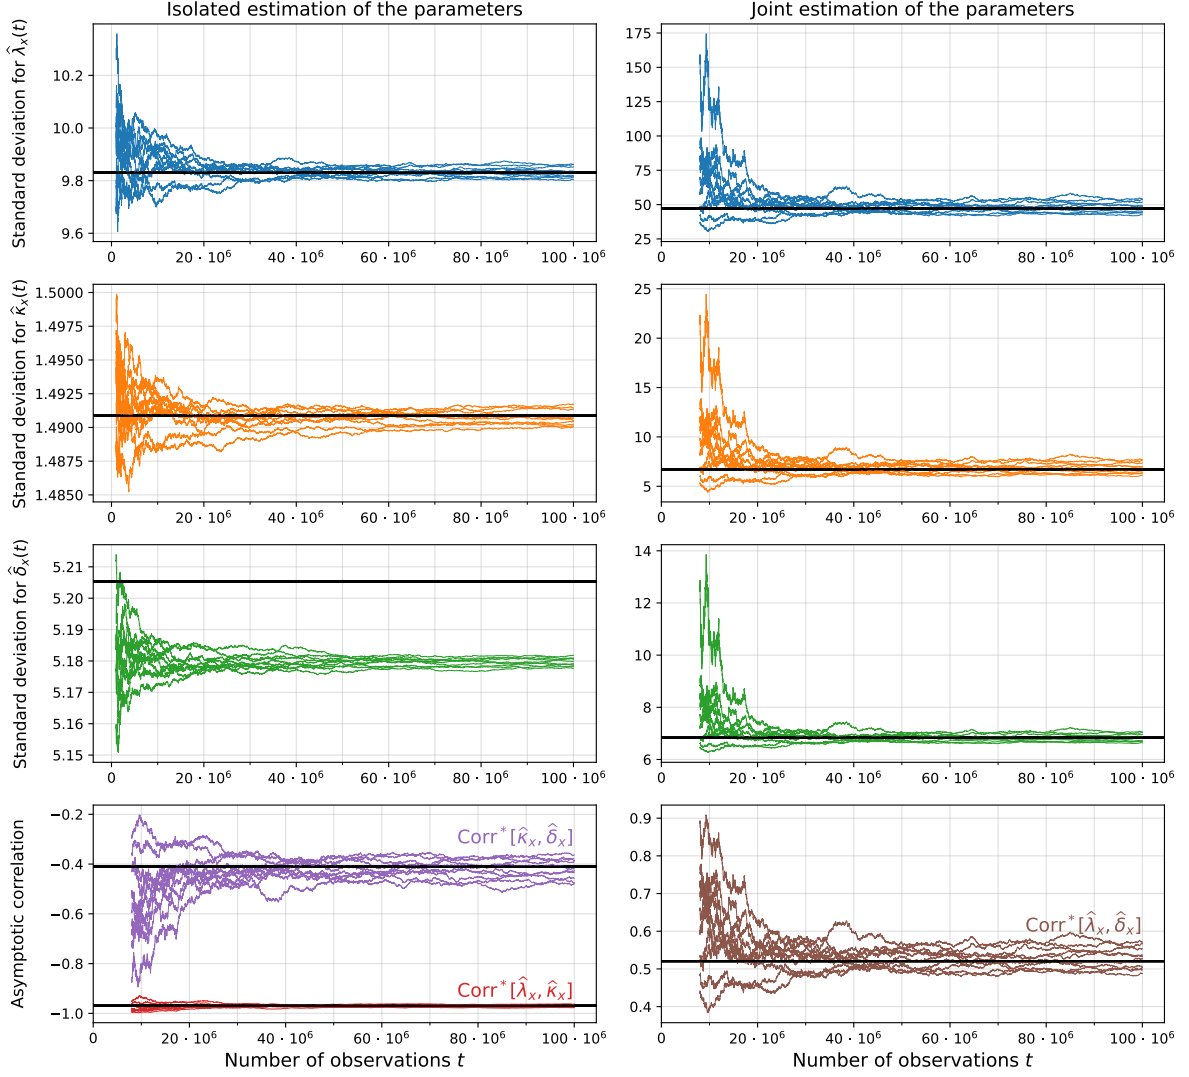 Isolated estimation of the parameters
Joint estimation of the parameters
Standard deviation for λ̂ₓ(t)
10.2
10.0
9.8
9.6
0 20 · 10⁶ 40 · 10⁶ 60 · 10⁶ 80 · 10⁶ 100 · 10⁶
175
150
125
100
75
50
25
0 20 · 10⁶ 40 · 10⁶ 60 · 10⁶ 80 · 10⁶ 100 · 10⁶
Standard deviation for κ̂ₓ(t)
1.5000
1.4975
1.4950
1.4925
1.4900
1.4875
1.4850
0 20 · 10⁶ 40 · 10⁶ 60 · 10⁶ 80 · 10⁶ 100 · 10⁶
25
20
15
10
5
0 20 · 10⁶ 40 · 10⁶ 60 · 10⁶ 80 · 10⁶ 100 · 10⁶
Standard deviation for δ̂ₓ(t)
5.21
5.20
5.19
5.18
5.17
5.16
5.15
0 20 · 10⁶ 40 · 10⁶ 60 · 10⁶ 80 · 10⁶ 100 · 10⁶
14
12
10
8
6
0 20 · 10⁶ 40 · 10⁶ 60 · 10⁶ 80 · 10⁶ 100 · 10⁶
Asymptotic correlation
−0.2
−0.4
−0.6
−0.8
−1.0
Corr*[κ̂ₓ, δ̂ₓ]
Corr*[λ̂ₓ, κ̂ₓ]
0 20 · 10⁶ 40 · 10⁶ 60 · 10⁶ 80 · 10⁶ 100 · 10⁶
Number of observations t
0.9
0.8
0.7
0.6
0.5
0.4
Corr*[λ̂ₓ, δ̂ₓ]
0 20 · 10⁶ 40 · 10⁶ 60 · 10⁶ 80 · 10⁶ 100 · 10⁶
Number of observations t